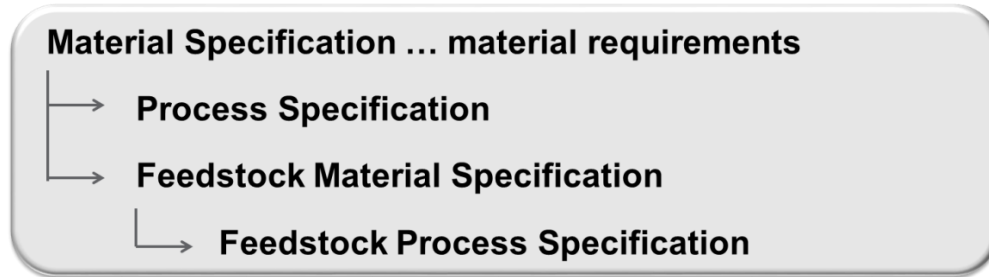 Material Specification … material requirements
Process Specification
Feedstock Material Specification
Feedstock Process Specification